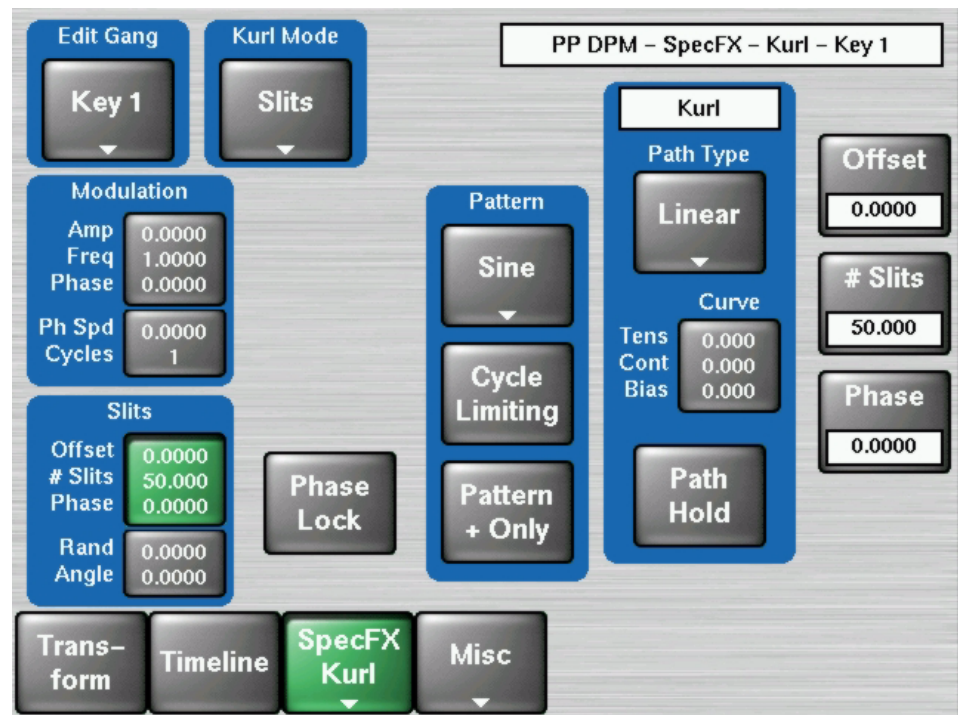 Edit Gang
Key 1
Kurl Mode
Slits
PP DPM – SpecFX – Kurl – Key 1
Modulation
Amp 0.0000
Freq 1.0000
Phase 0.0000
Ph Spd 0.0000
Cycles 1
Slits
Offset 0.0000
# Slits 50.000
Phase 0.0000
Rand 0.0000
Angle 0.0000
Phase
Lock
Pattern
Sine
Cycle
Limiting
Pattern
+ Only
Kurl
Path Type
Linear
Curve
Tens 0.000
Cont 0.000
Bias 0.000
Path
Hold
Offset
0.0000
# Slits
50.000
Phase
0.0000
Trans–
form
Timeline
SpecFX
Kurl
Misc